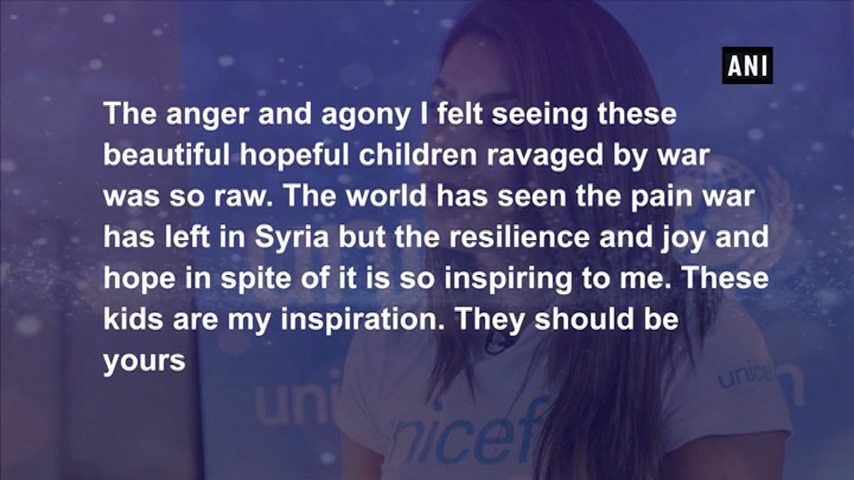 ANI
The anger and agony I felt seeing these
beautiful hopeful children ravaged by war
was so raw. The world has seen the pain war
has left in Syria but the resilience and joy and
hope in spite of it is so inspiring to me. These
kids are my inspiration. They should be
yours
unicef
unicef